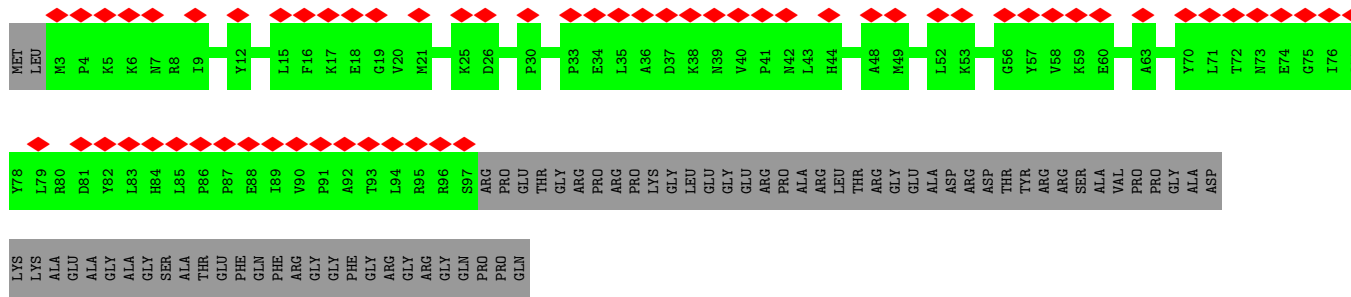 MET LEU M3 P4 K5 K6 N7 R8 I9 Y12 L15 F16 K17 E18 G19 V20 M21 K25 D26 P30 P33 E34 L35 A36 D37 K38 N39 V40 P41 N42 L43 H44 A48 M49 L52 K53 G56 Y57 V58 K59 E60 A63 Y70 L71 T72 N73 E74 G75 I76
Y78 L79 R80 D81 Y82 L83 H84 L85 P86 P87 E88 I89 V90 P91 A92 T93 L94 R95 R96 S97 ARG PRO GLU THR GLY ARG PRO ARG PRO LYS GLY LEU GLU GLY GLU ARG PRO ALA ARG LEU THR ARG GLY GLU ALA ASP ARG ASP THR TYR ARG ARG SER ALA VAL PRO PRO GLY ALA ASP
LYS LYS ALA GLU ALA GLY ALA GLY SER ALA THR GLU PHE GLN PHE ARG GLY GLY PHE GLY ARG GLY ARG GLY GLN PRO PRO GLN